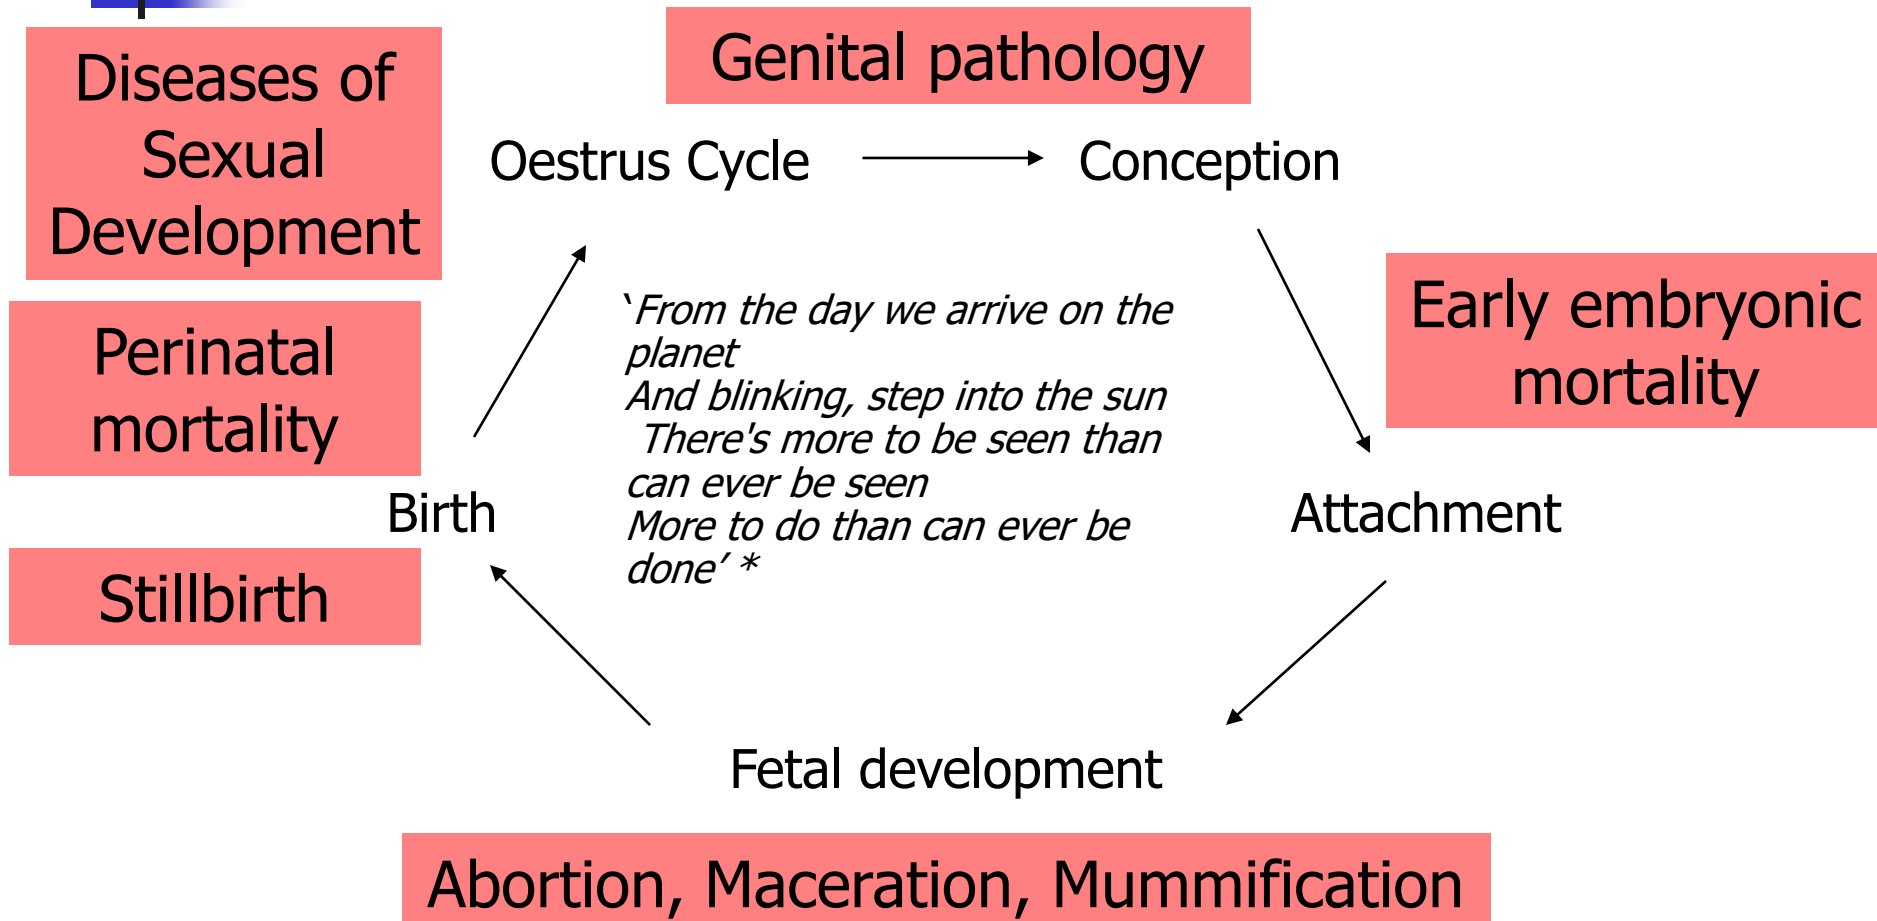 Diseases of
Sexual
Development
Genital pathology
Oestrus Cycle
Conception
Early embryonic
mortality
Perinatal
mortality
‵From the day we arrive on the
planet
And blinking, step into the sun
There's more to be seen than
can ever be seen
More to do than can ever be
done′ *
Birth
Attachment
Stillbirth
Fetal development
Abortion, Maceration, Mummification